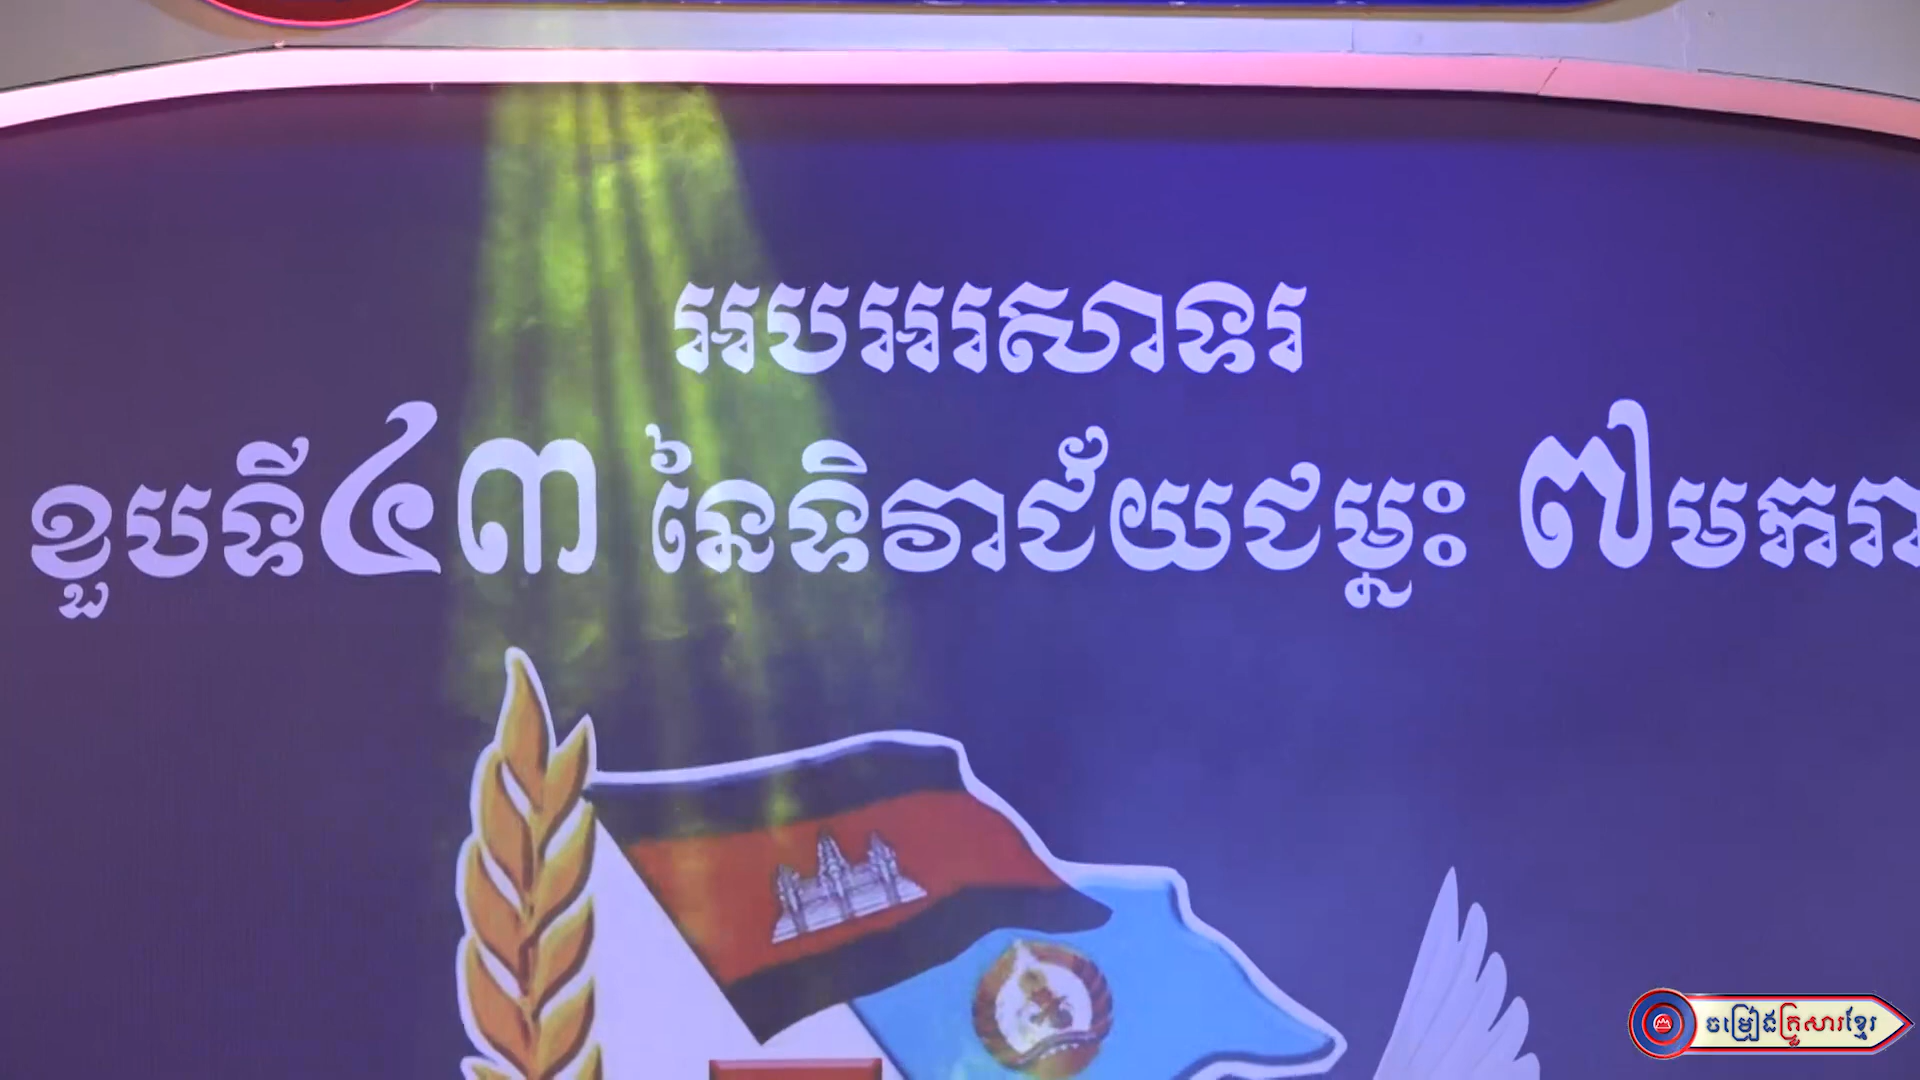 អបអរសាទរ
ខួបទី៤៣ នៃទិវាជ័យជម្នះ ៧មករា
ចម្រៀងគ្រួសារខ្មែរ